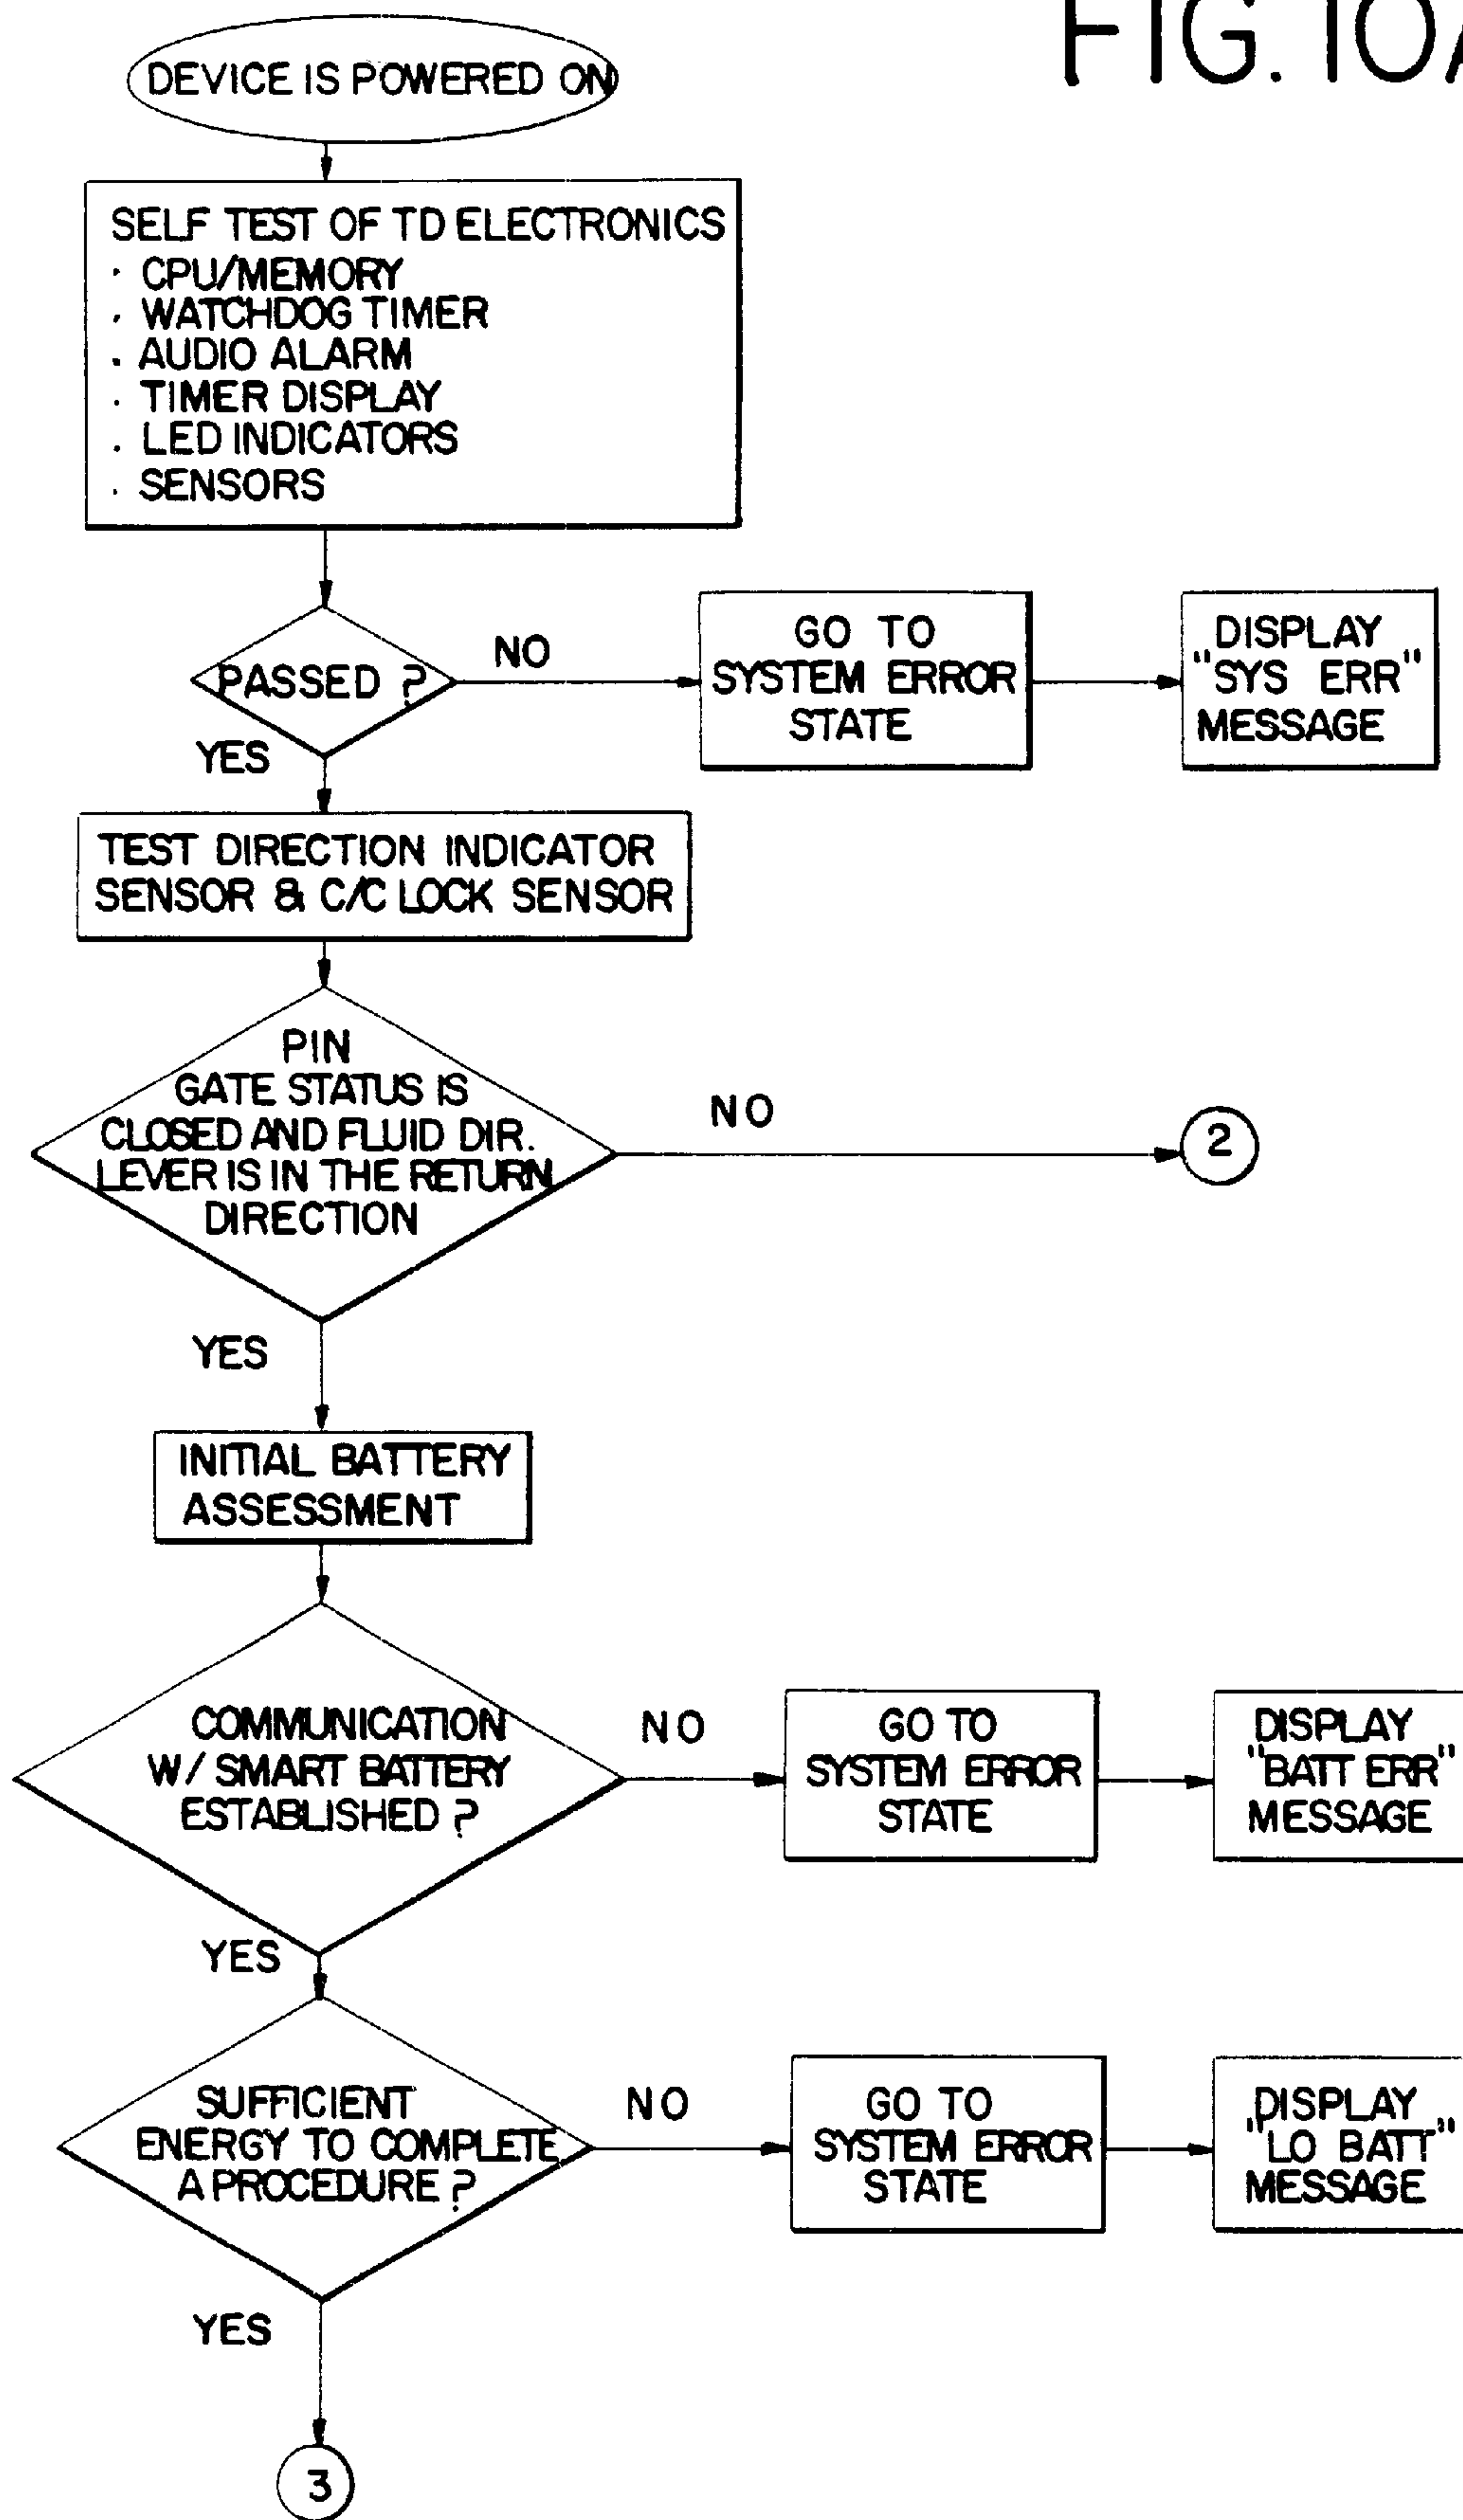 FIG. 10A
DEVICE IS POWERED ON
SELF TEST OF TD ELECTRONICS
· CPU/MEMORY
· WATCHDOG TIMER
· AUDIO ALARM
· TIMER DISPLAY
· LED INDICATORS
· SENSORS
PASSED ?
NO
GO TO
SYSTEM ERROR
STATE
DISPLAY
"SYS ERR"
MESSAGE
YES
TEST DIRECTION INDICATOR
SENSOR & C/C LOCK SENSOR
PIN
GATE STATUS IS
CLOSED AND FLUID DIR.
LEVER IS IN THE RETURN
DIRECTION
NO
2
YES
INITIAL BATTERY
ASSESSMENT
COMMUNICATION
W/ SMART BATTERY
ESTABLISHED ?
NO
GO TO
SYSTEM ERROR
STATE
DISPLAY
"BATT ERR"
MESSAGE
YES
SUFFICIENT
ENERGY TO COMPLETE
A PROCEDURE ?
NO
GO TO
SYSTEM ERROR
STATE
DISPLAY
"LO BATT"
MESSAGE
YES
3